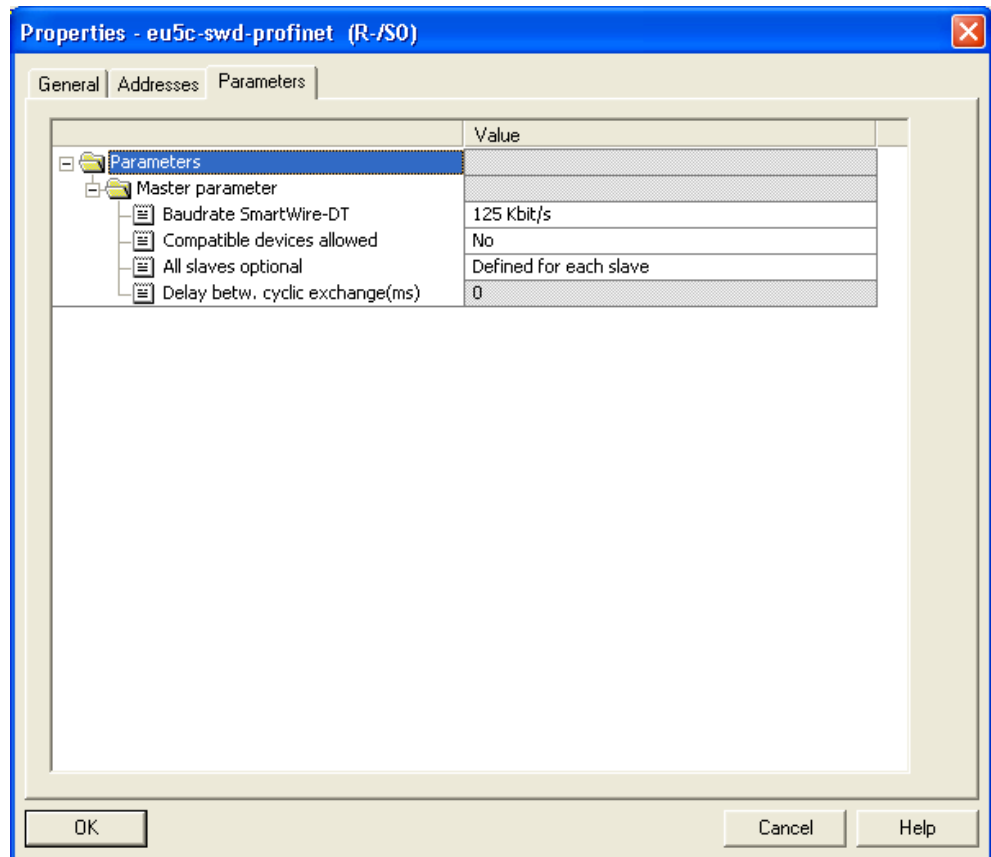 Properties - eu5c-swd-profinet (R-/S0)
General Addresses Parameters
Value
Parameters
Master parameter
Baudrate SmartWire-DT 125 Kbit/s
Compatible devices allowed No
All slaves optional Defined for each slave
Delay betw. cyclic exchange(ms) 0
OK Cancel Help